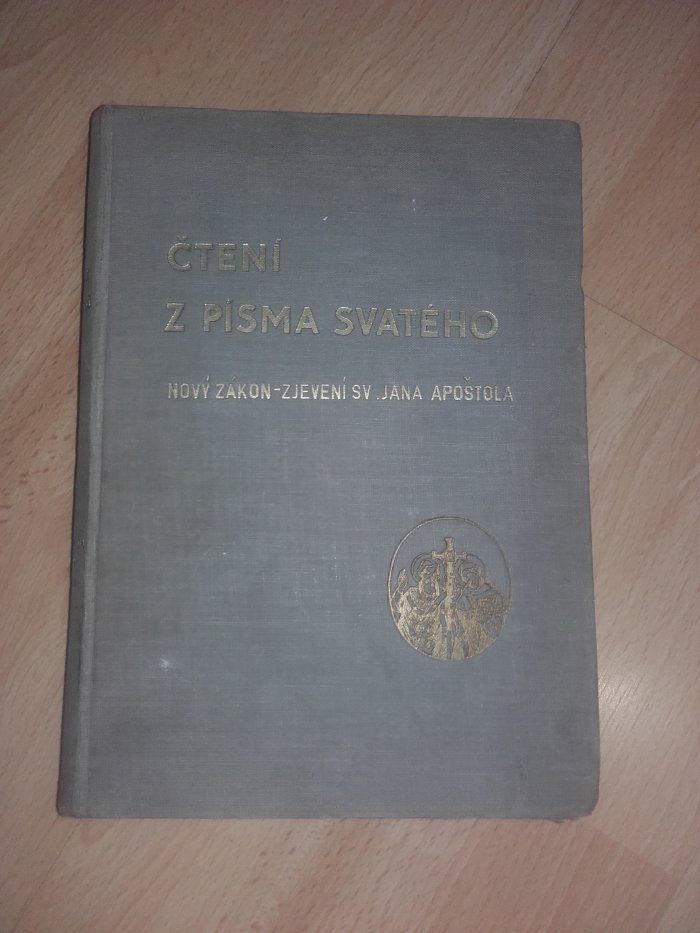 ČTENÍ
Z PÍSMA SVATÉHO
NOVÝ ZÁKON-ZJEVENÍ SV.JANA APOŠTOLA